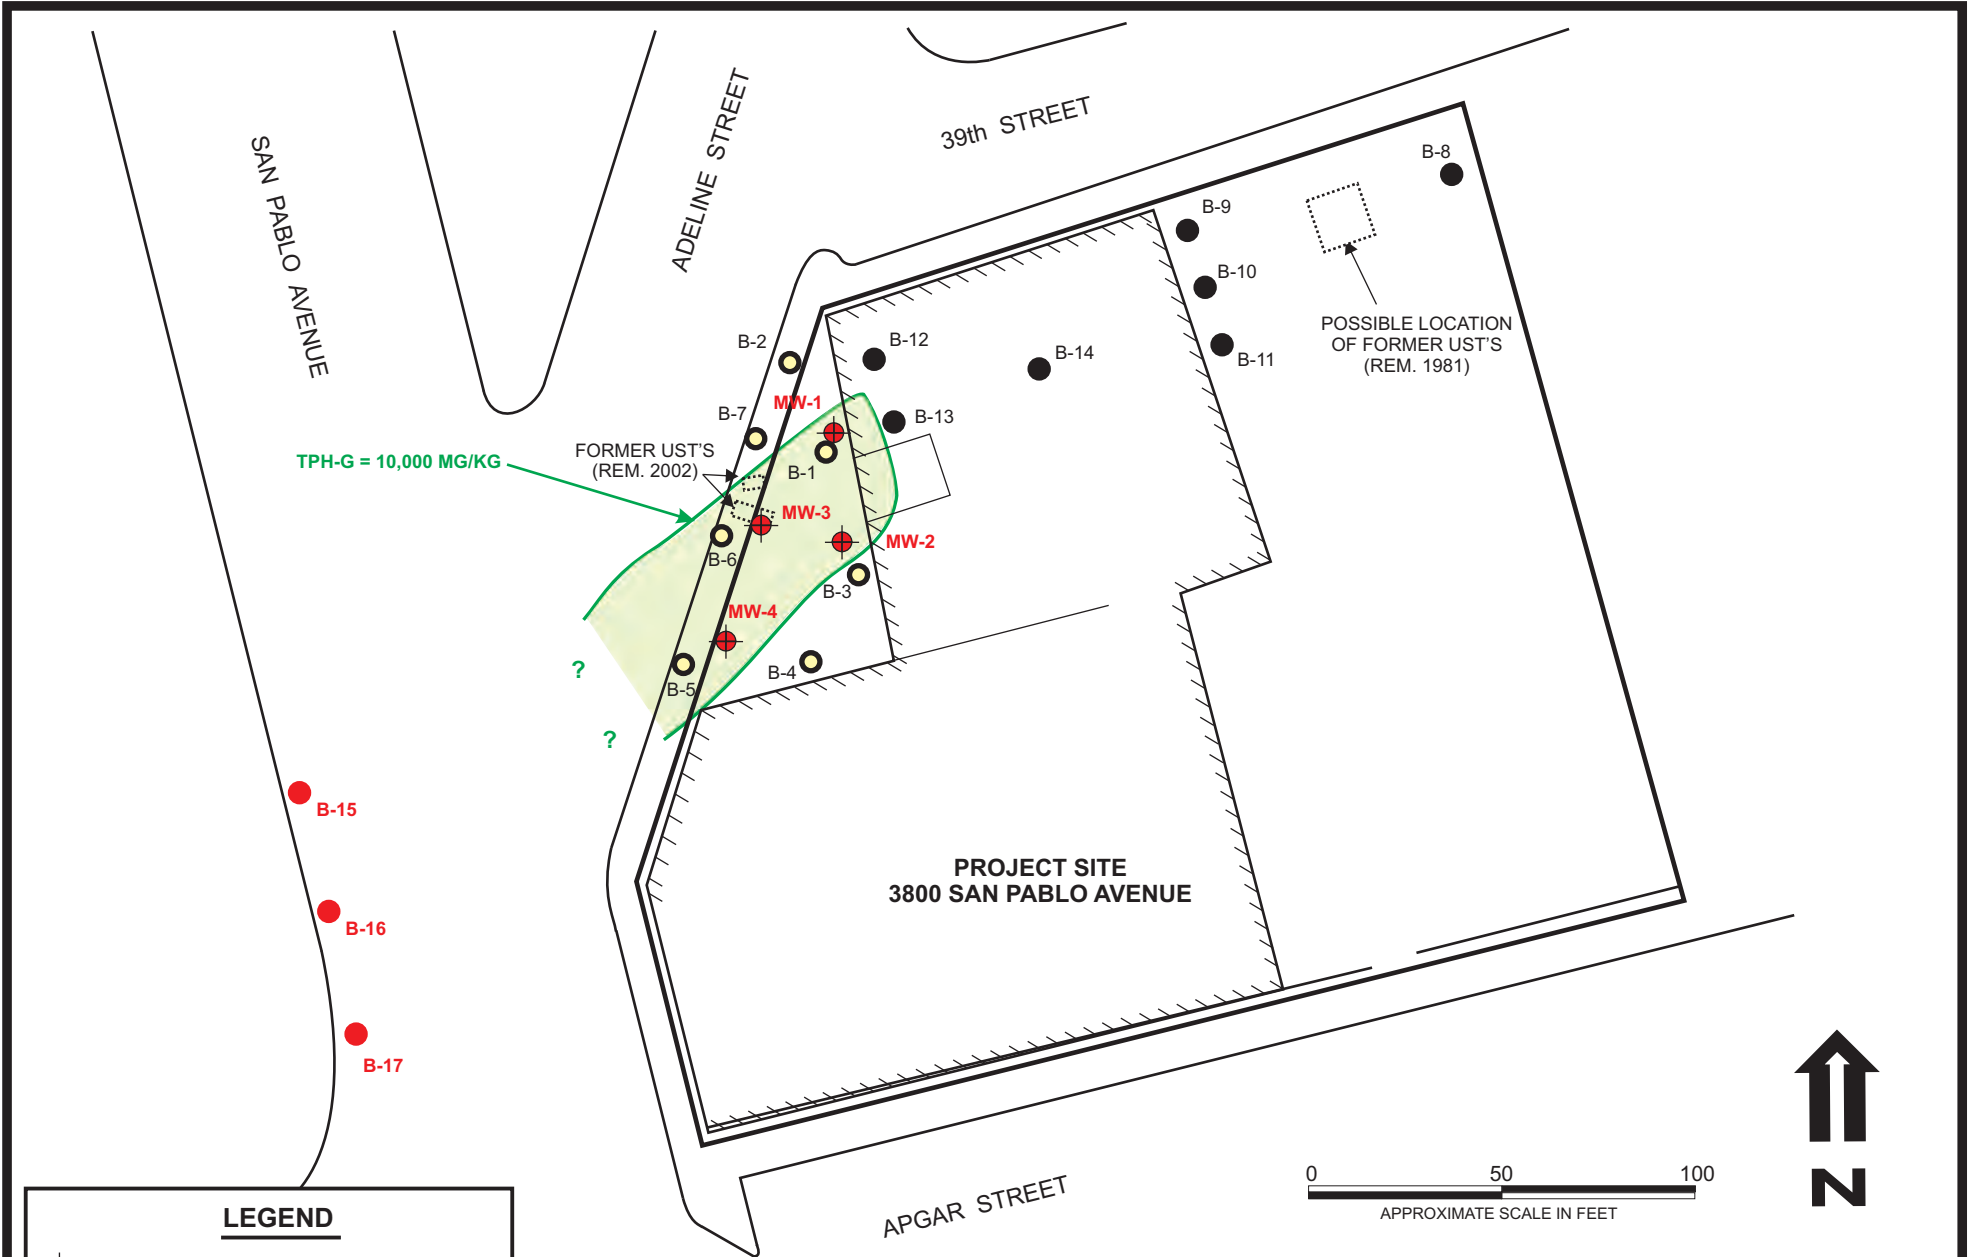 SAN PABLO AVENUE
ADELINE STREET
39th STREET
B-8
B-9
B-10
B-11
POSSIBLE LOCATION
OF FORMER UST'S
(REM. 1981)
B-2
B-12
B-14
MW-1
B-7
B-13
TPH-G = 10,000 MG/KG
FORMER UST'S
(REM. 2002)
B-1
MW-3
MW-2
B-6
B-3
MW-4
?
B-4
B-5
?
B-15
PROJECT SITE
3800 SAN PABLO AVENUE
B-16
B-17
APGAR STREET
0 50 100
APPROXIMATE SCALE IN FEET
N
LEGEND